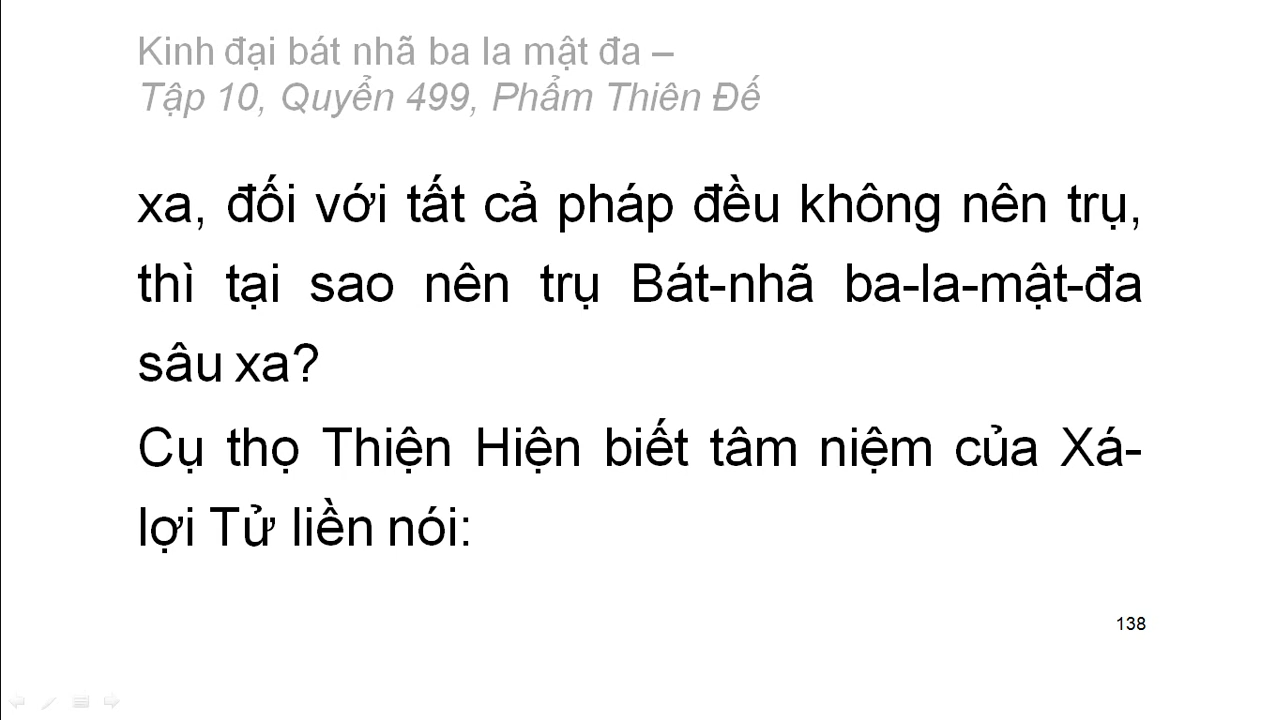 Kinh đại bát nhã ba la mật đa –
Tập 10, Quyển 499, Phẩm Thiên Đế
xa, đối với tất cả pháp đều không nên trụ,
thì tại sao nên trụ Bát-nhã ba-la-mật-đa
sâu xa?
Cụ thọ Thiện Hiện biết tâm niệm của Xá-
lợi Tử liền nói:
138